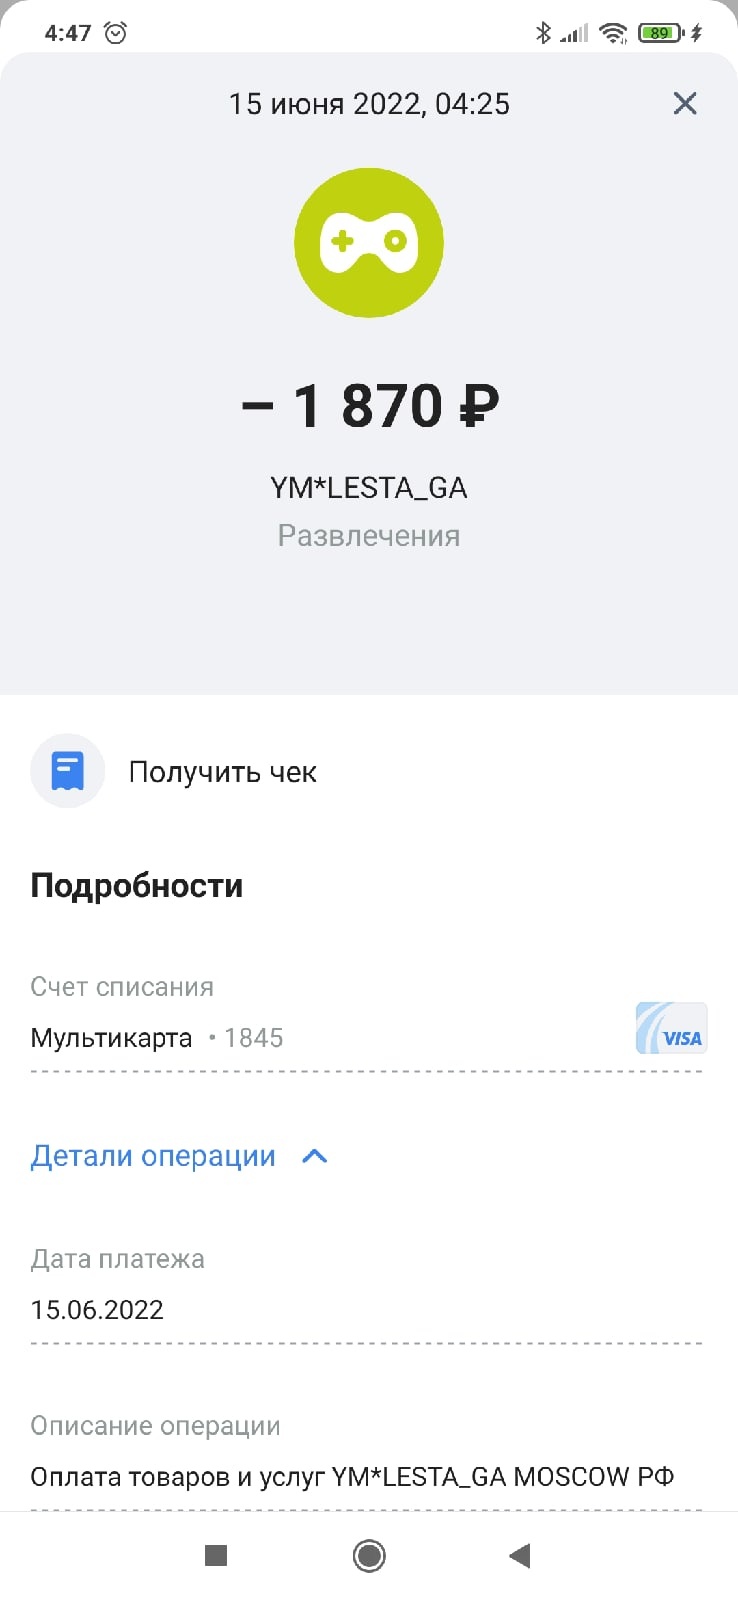 4:47
89
15 июня 2022, 04:25
– 1 870 ₽
YM*LESTA_GA
Развлечения
Получить чек
Подробности
Счет списания
Мультикарта • 1845
VISA
Детали операции
Дата платежа
15.06.2022
Описание операции
Оплата товаров и услуг YM*LESTA_GA MOSCOW РФ